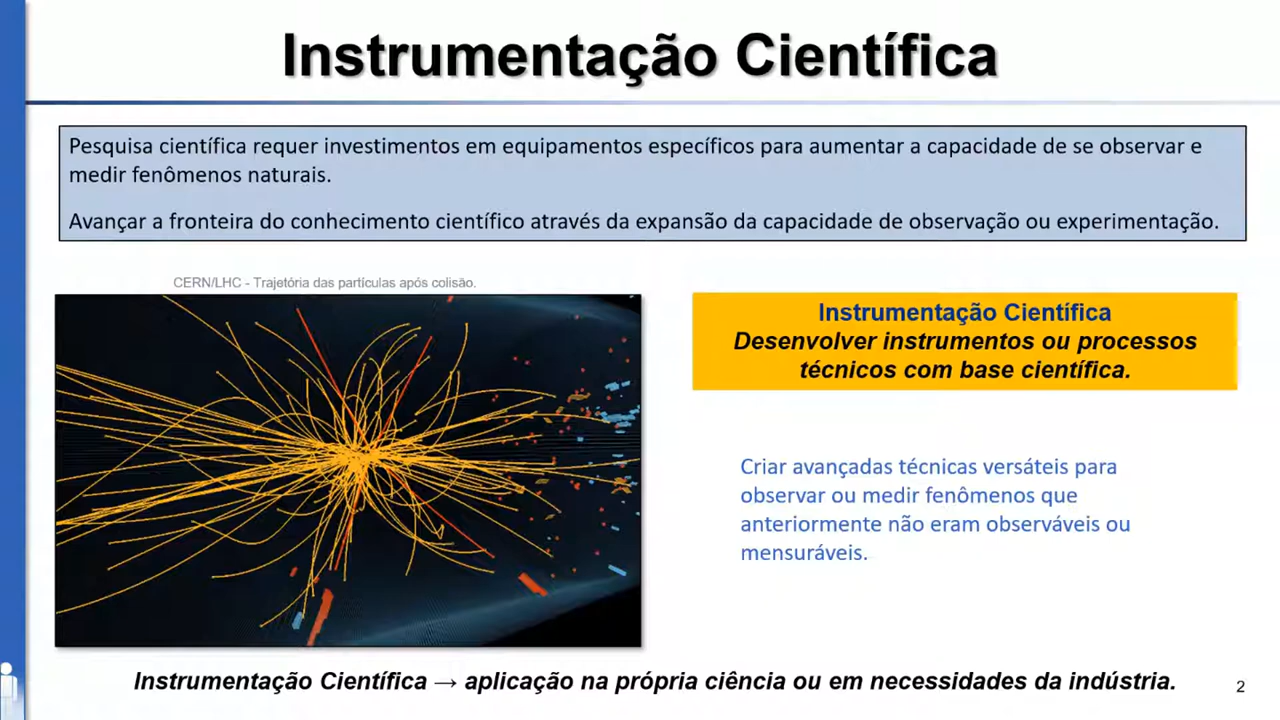 Instrumentação Científica
Pesquisa científica requer investimentos em equipamentos específicos para aumentar a capacidade de se observar e
medir fenômenos naturais.
Avançar a fronteira do conhecimento científico através da expansão da capacidade de observação ou experimentação.
CERN/LHC - Trajetória das partículas após colisão.
Instrumentação Científica
Desenvolver instrumentos ou processos
técnicos com base científica.
Criar avançadas técnicas versáteis para
observar ou medir fenômenos que
anteriormente não eram observáveis ou
mensuráveis.
Instrumentação Científica → aplicação na própria ciência ou em necessidades da indústria.
2